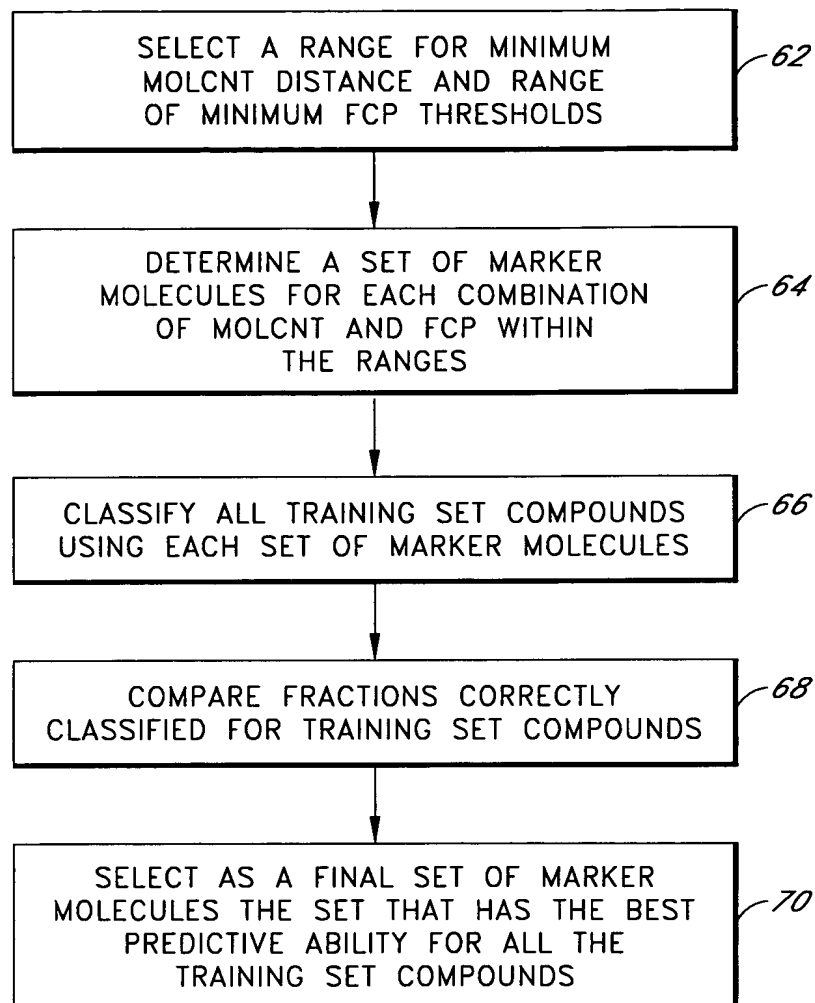 SELECT A RANGE FOR MINIMUM
MOLCNT DISTANCE AND RANGE
OF MINIMUM FCP THRESHOLDS
62
DETERMINE A SET OF MARKER
MOLECULES FOR EACH COMBINATION
OF MOLCNT AND FCP WITHIN
THE RANGES
64
CLASSIFY ALL TRAINING SET COMPOUNDS
USING EACH SET OF MARKER MOLECULES
66
COMPARE FRACTIONS CORRECTLY
CLASSIFIED FOR TRAINING SET COMPOUNDS
68
SELECT AS A FINAL SET OF MARKER
MOLECULES THE SET THAT HAS THE BEST
PREDICTIVE ABILITY FOR ALL THE
TRAINING SET COMPOUNDS
70